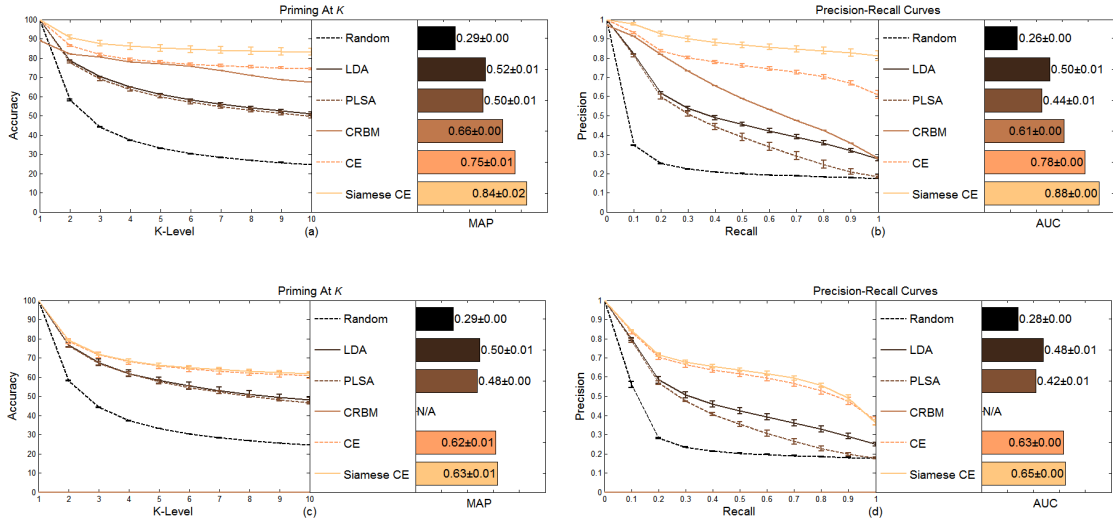 Priming At K
Accuracy
100
90
80
70
60
50
40
30
20
10
0
1 2 3 4 5 6 7 8 9 10
K-Level
(a)
Random
LDA
PLSA
CRBM
CE
Siamese CE
0.29±0.00
0.52±0.01
0.50±0.01
0.66±0.00
0.75±0.01
0.84±0.02
MAP
Precision-Recall Curves
Precision
1
0.9
0.8
0.7
0.6
0.5
0.4
0.3
0.2
0.1
0
0 0.1 0.2 0.3 0.4 0.5 0.6 0.7 0.8 0.9 1
Recall
(b)
Random
LDA
PLSA
CRBM
CE
Siamese CE
0.26±0.00
0.50±0.01
0.44±0.01
0.61±0.00
0.78±0.00
0.88±0.00
AUC
Priming At K
Accuracy
100
90
80
70
60
50
40
30
20
10
0
1 2 3 4 5 6 7 8 9 10
K-Level
(c)
Random
LDA
PLSA
CRBM
CE
Siamese CE
0.29±0.00
0.50±0.01
0.48±0.00
N/A
0.62±0.01
0.63±0.01
MAP
Precision-Recall Curves
Precision
1
0.9
0.8
0.7
0.6
0.5
0.4
0.3
0.2
0.1
0
0 0.1 0.2 0.3 0.4 0.5 0.6 0.7 0.8 0.9 1
Recall
(d)
Random
LDA
PLSA
CRBM
CE
Siamese CE
0.28±0.00
0.48±0.01
0.42±0.01
N/A
0.63±0.00
0.65±0.00
AUC